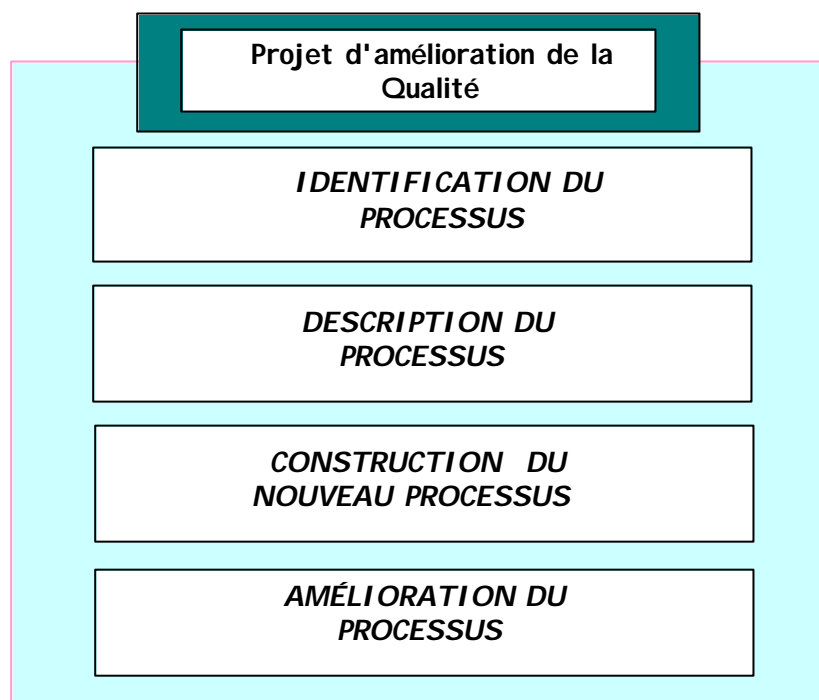 Projet d'amélioration de la
Qualité
IDENTIFICATION DU
PROCESSUS
DESCRIPTION DU
PROCESSUS
CONSTRUCTION DU
NOUVEAU PROCESSUS
AMÉLIORATION DU
PROCESSUS